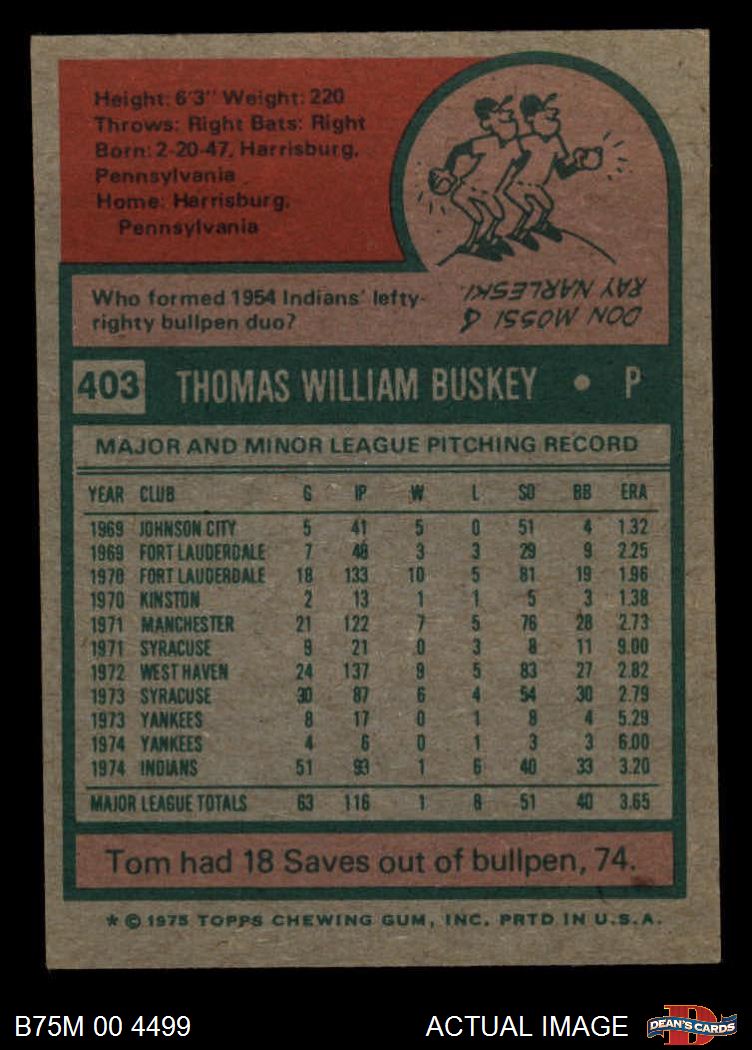 Height: 6'3" Weight: 220
Throws: Right Bats: Right
Born: 2-20-47, Harrisburg,
Pennsylvania
Home: Harrisburg,
Pennsylvania
Who formed 1954 Indians' lefty-
righty bullpen duo?
DON MOSSI &
RAY NARLESKI.
403 THOMAS WILLIAM BUSKEY • P
MAJOR AND MINOR LEAGUE PITCHING RECORD
YEAR CLUB G IP W L SO BB ERA
1969 JOHNSON CITY 5 41 5 0 51 4 1.32
1969 FORT LAUDERDALE 7 48 3 3 29 9 2.25
1970 FORT LAUDERDALE 18 133 10 5 81 19 1.96
1970 KINSTON 2 13 1 1 5 3 1.38
1971 MANCHESTER 21 122 7 5 76 28 2.73
1971 SYRACUSE 9 21 0 3 8 11 9.00
1972 WEST HAVEN 24 137 9 5 83 27 2.82
1973 SYRACUSE 30 87 6 4 54 30 2.79
1973 YANKEES 8 17 0 1 8 4 5.29
1974 YANKEES 4 6 0 1 3 3 6.00
1974 INDIANS 51 93 1 6 40 33 3.20
MAJOR LEAGUE TOTALS 63 116 1 8 51 40 3.65
Tom had 18 Saves out of bullpen, 74.
* © 1975 TOPPS CHEWING GUM, INC. PRTD IN U.S.A.
B75M 00 4499 ACTUAL IMAGE
D
DEAN'S CARDS